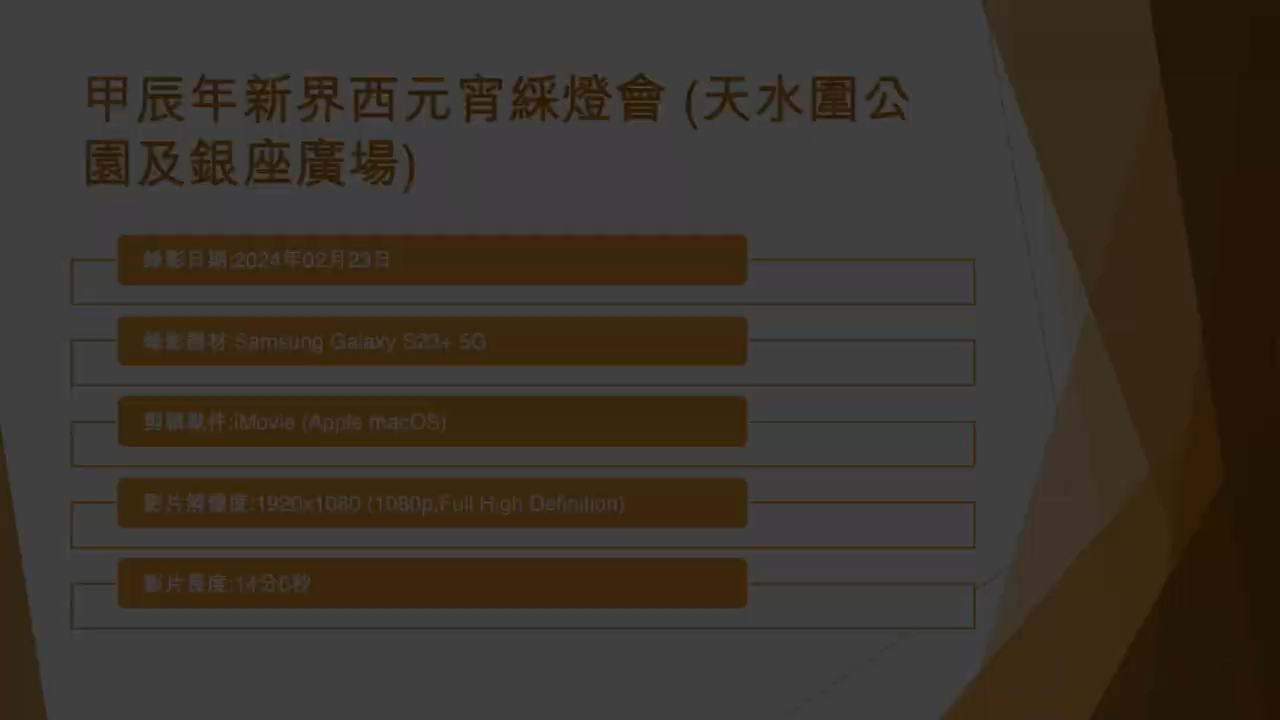 甲辰年新界西元宵綵燈會 (天水圍公
園及銀座廣場)
錄影日期:2024年02月23日
錄影器材:Samsung Galaxy S23+ 5G
剪輯軟件:iMovie (Apple macOS)
影片解像度:1920x1080 (1080p,Full High Definition)
影片長度:14分6秒